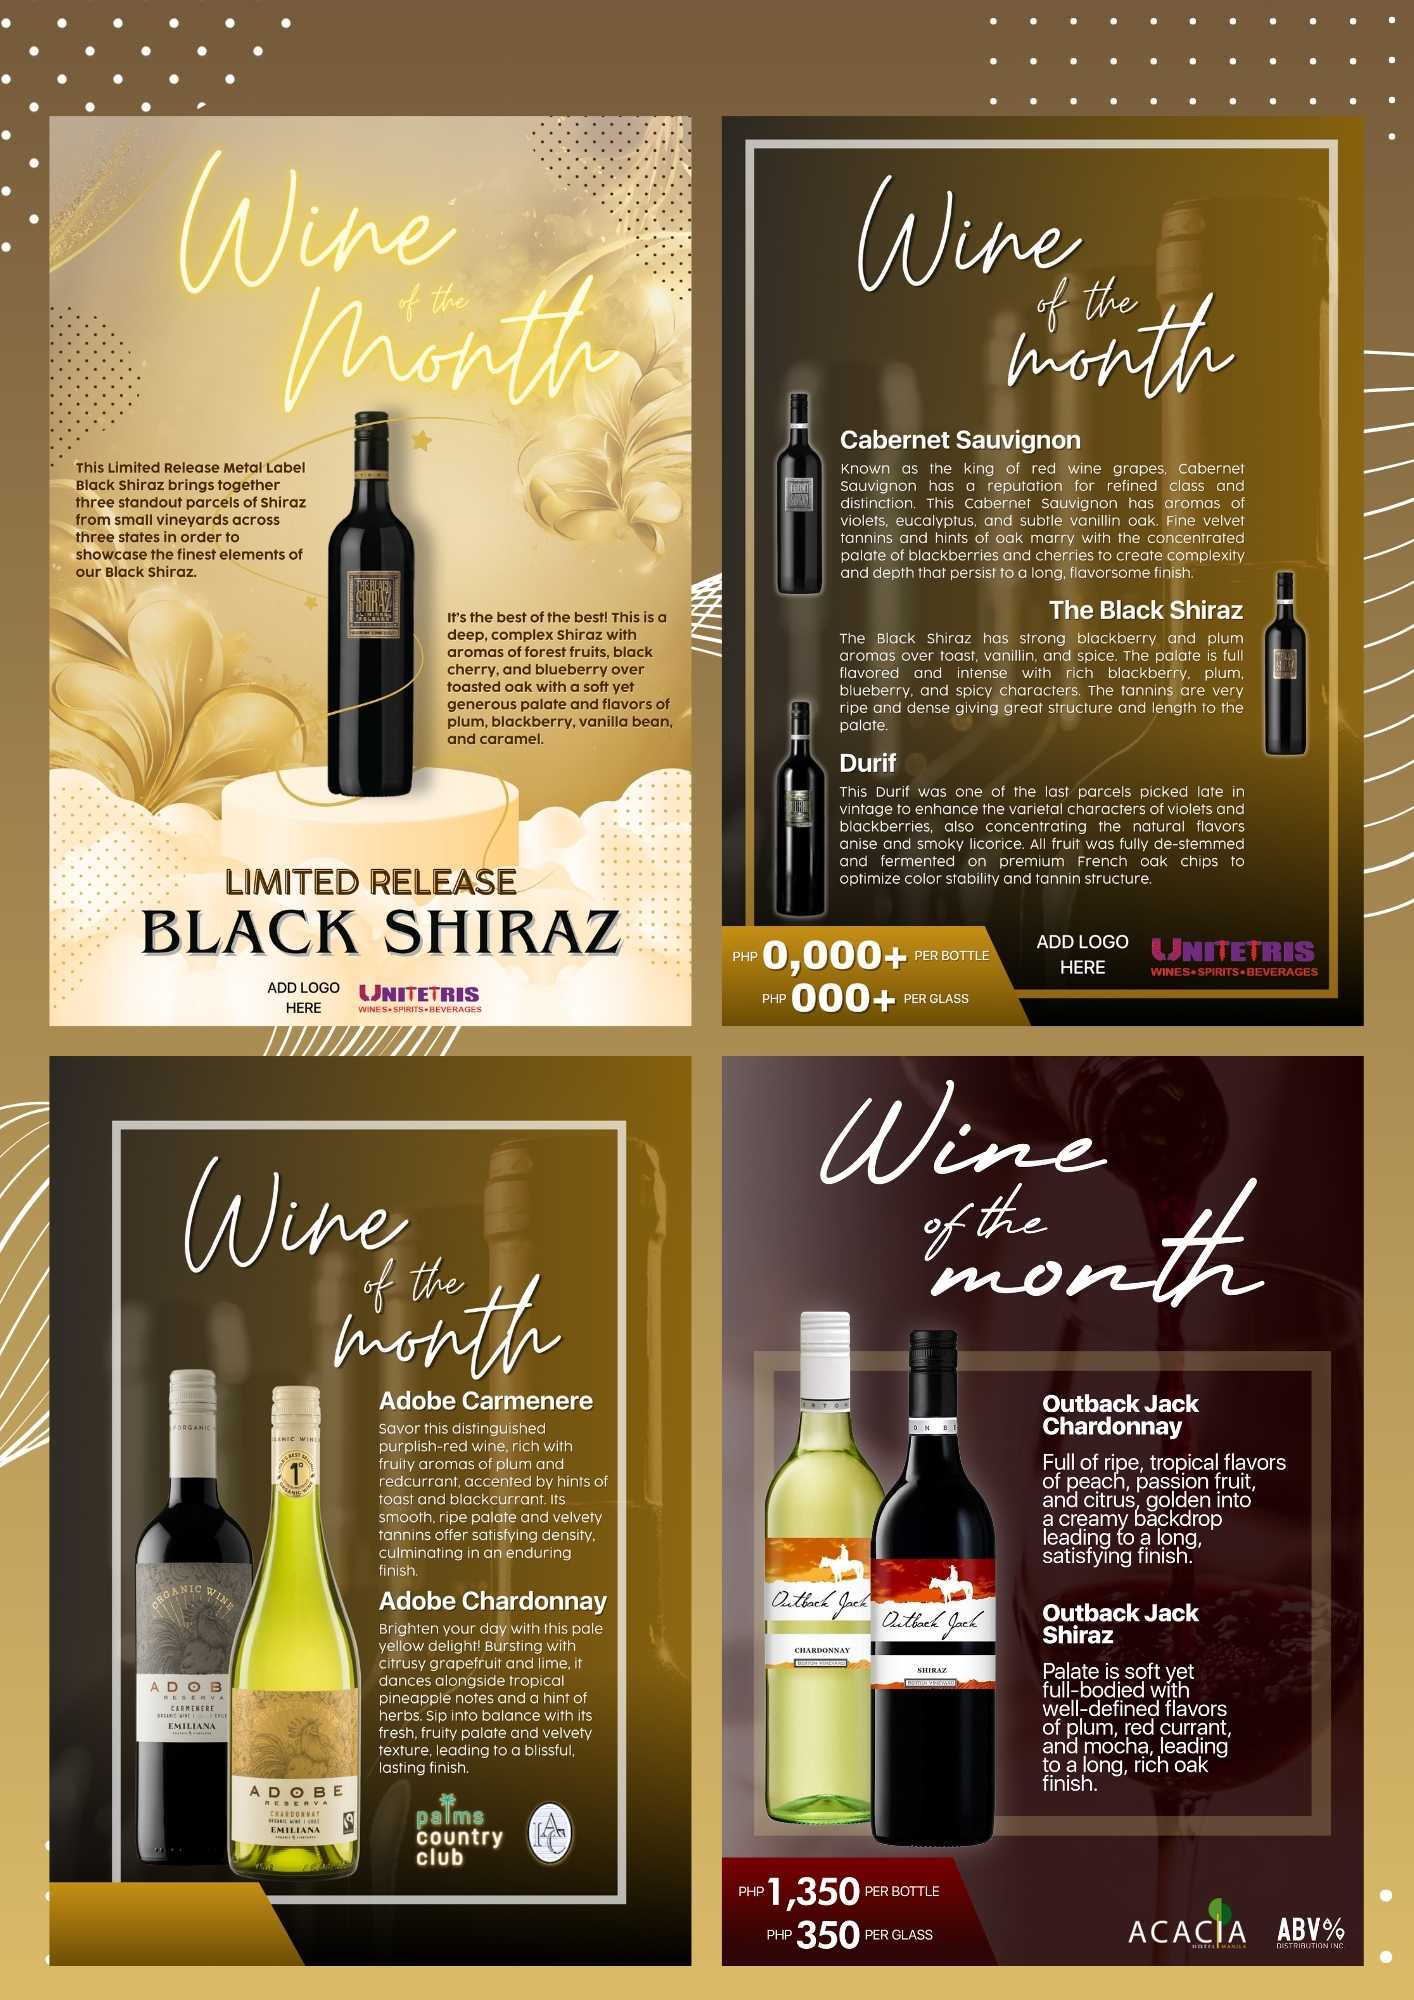 Wine
of the
Month
This Limited Release Metal Label
Black Shiraz brings together
three standout parcels of Shiraz
from small vineyards across
three states in order to
showcase the finest elements of
our Black Shiraz.
THE BLACK
SHIRAZ
It's the best of the best! This is a
deep, complex Shiraz with
aromas of forest fruits, black
cherry, and blueberry over
toasted oak with a soft yet
generous palate and flavors of
plum, blackberry, vanilla bean,
and caramel.
LIMITED RELEASE
BLACK SHIRAZ
ADD LOGO
HERE
UNITETRIS
WINES•SPIRITS•BEVERAGES
Wine
of the
month
Cabernet Sauvignon
Known as the king of red wine grapes, Cabernet
Sauvignon has a reputation for refined class and
distinction. This Cabernet Sauvignon has aromas of
violets, eucalyptus, and subtle vanillin oak. Fine velvet
tannins and hints of oak marry with the concentrated
palate of blackberries and cherries to create complexity
and depth that persist to a long, flavorsome finish.
The Black Shiraz
The Black Shiraz has strong blackberry and plum
aromas over toast, vanillin, and spice. The palate is full
flavored and intense with rich blackberry, plum,
blueberry, and spicy characters. The tannins are very
ripe and dense giving great structure and length to the
palate.
Durif
This Durif was one of the last parcels picked late in
vintage to enhance the varietal characters of violets and
blackberries, also concentrating the natural flavors
anise and smoky licorice. All fruit was fully de-stemmed
and fermented on premium French oak chips to
optimize color stability and tannin structure.
PHP 0,000+ PER BOTTLE
PHP 000+ PER GLASS
ADD LOGO
HERE
UNITETRIS
WINES•SPIRITS•BEVERAGES
Wine
of the
month
Adobe Carmenere
Savor this distinguished
purplish-red wine, rich with
fruity aromas of plum and
redcurrant, accented by hints of
toast and blackcurrant. Its
smooth, ripe palate and velvety
tannins offer satisfying density,
culminating in an enduring
finish.
Adobe Chardonnay
Brighten your day with this pale
yellow delight! Bursting with
citrusy grapefruit and lime, it
dances alongside tropical
pineapple notes and a hint of
herbs. Sip into balance with its
fresh, fruity palate and velvety
texture, leading to a blissful,
lasting finish.
ORGANIC WINE
ADOB
RESERVA
CARMENERE
EMILIANA
1°
ADOBE
RESERVA
CHARDONNAY
ORGANIC WINE | CHILE
EMILIANA
palms
country
club
Wine
of the
month
Outback Jack
Chardonnay
Full of ripe, tropical flavors
of peach, passion fruit,
and citrus, golden into
a creamy backdrop
leading to a long,
satisfying finish.
Outback Jack
Shiraz
Palate is soft yet
full-bodied with
well-defined flavors
of plum, red currant,
and mocha, leading
to a long, rich oak
finish.
Outback Jack
CHARDONNAY
BERTON VINEYARD
Outback Jack
SHIRAZ
BERTON VINEYARD
PHP 1,350 PER BOTTLE
PHP 350 PER GLASS
ACACIA
HOTEL MANILA
ABV%
DISTRIBUTION INC.